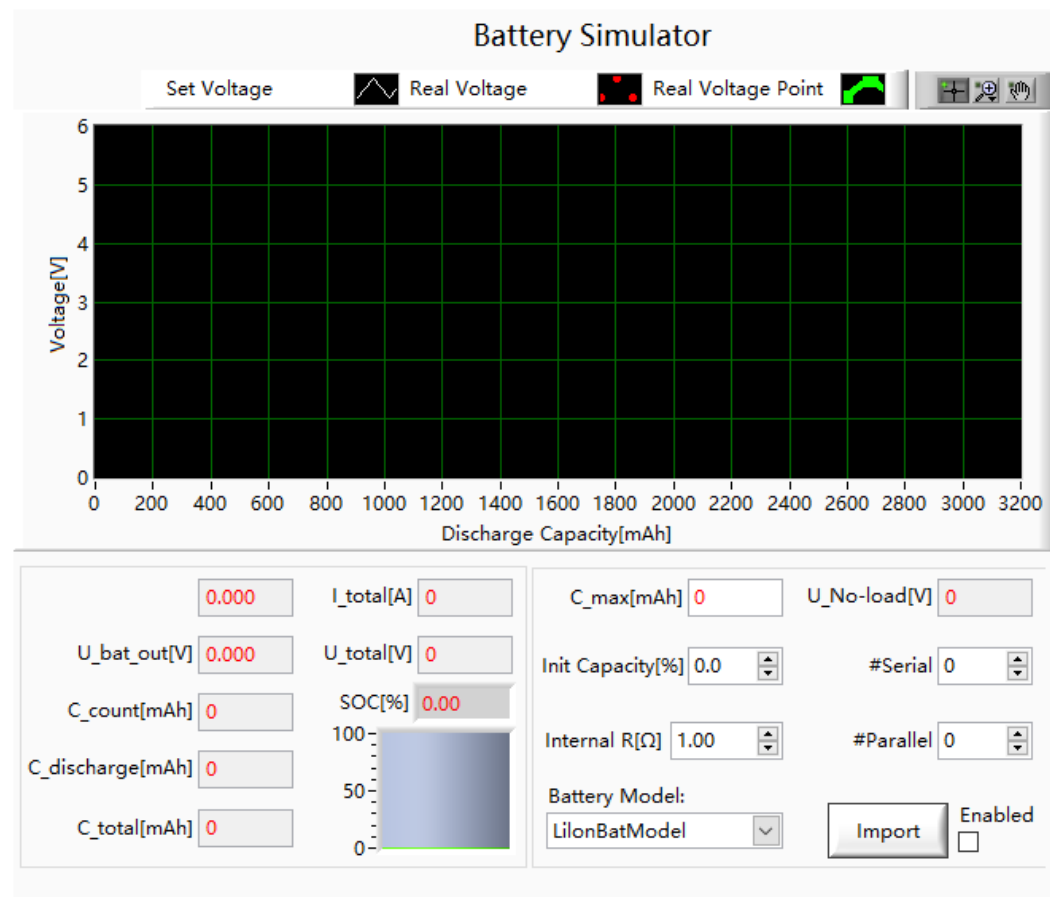 Battery Simulator
Set Voltage Real Voltage Real Voltage Point
6
5
4
3
2
1
0
Voltage[V]
0 200 400 600 800 1000 1200 1400 1600 1800 2000 2200 2400 2600 2800 3000 3200
Discharge Capacity[mAh]
0.000 I_total[A] 0
U_bat_out[V] 0.000 U_total[V] 0
C_count[mAh] 0 SOC[%] 0.00
C_discharge[mAh] 0
C_total[mAh] 0
100
50
0
C_max[mAh] 0 U_No-load[V] 0
Init Capacity[%] 0.0 #Serial 0
Internal R[Ω] 1.00 #Parallel 0
Battery Model:
LiIonBatModel Import Enabled